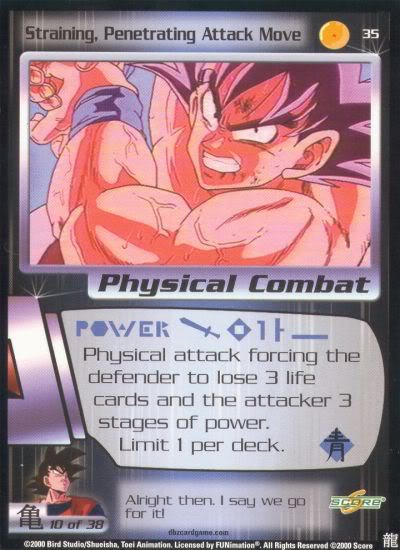 Straining, Penetrating Attack Move 35
Physical Combat
POWER
Physical attack forcing the
defender to lose 3 life
cards and the attacker 3
stages of power.
Limit 1 per deck.
青
Alright then. I say we go
for it!
SCORE
亀 10 of 38
dbzcardgame.com
龍
©2000 Bird Studio/Shueisha, Toei Animation. Licensed by FUNimation®. All Rights Reserved ©2000 Score